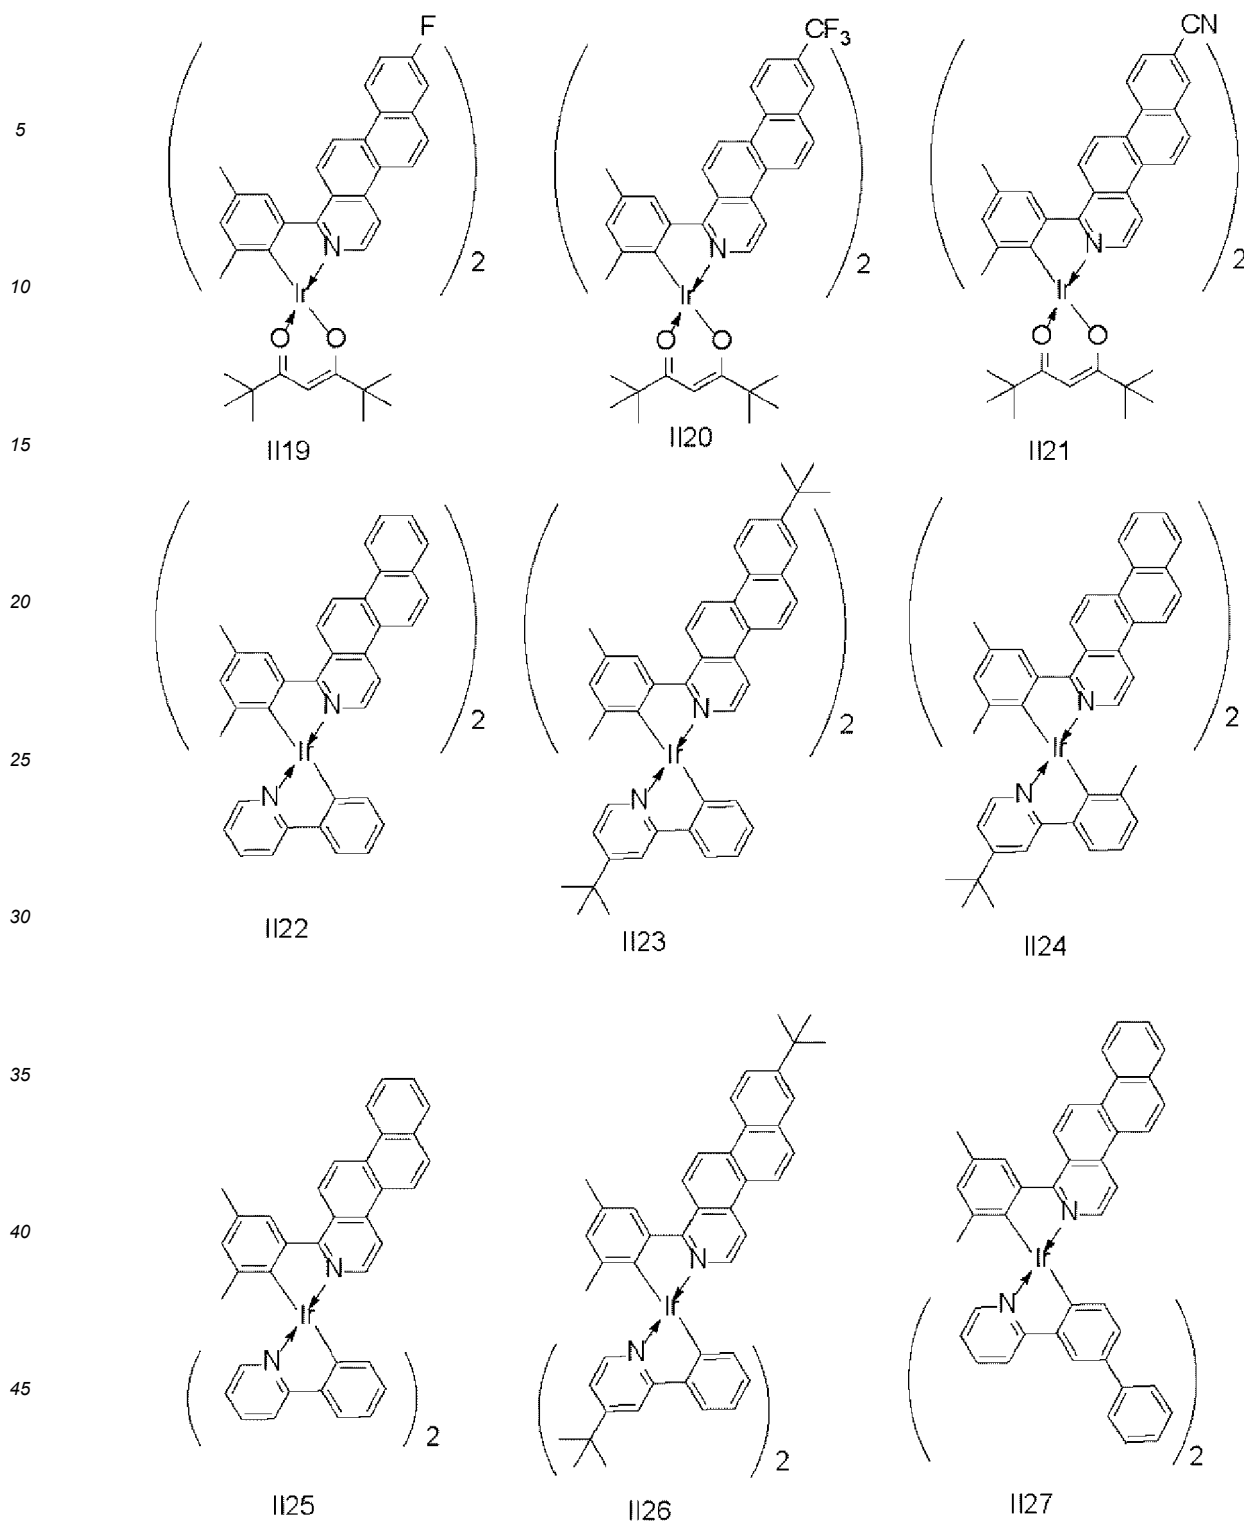 F CF3 CN
5
N N N
2 2 2
10
Ir Ir Ir
O O O O O O
15
II19 II20 II21
20
N N N
2 2 2
25
Ir Ir Ir
N N N
30
II22 II23 II24
35
40
N N N
Ir Ir Ir
N N N
45
2 2 2
II25 II26 II27